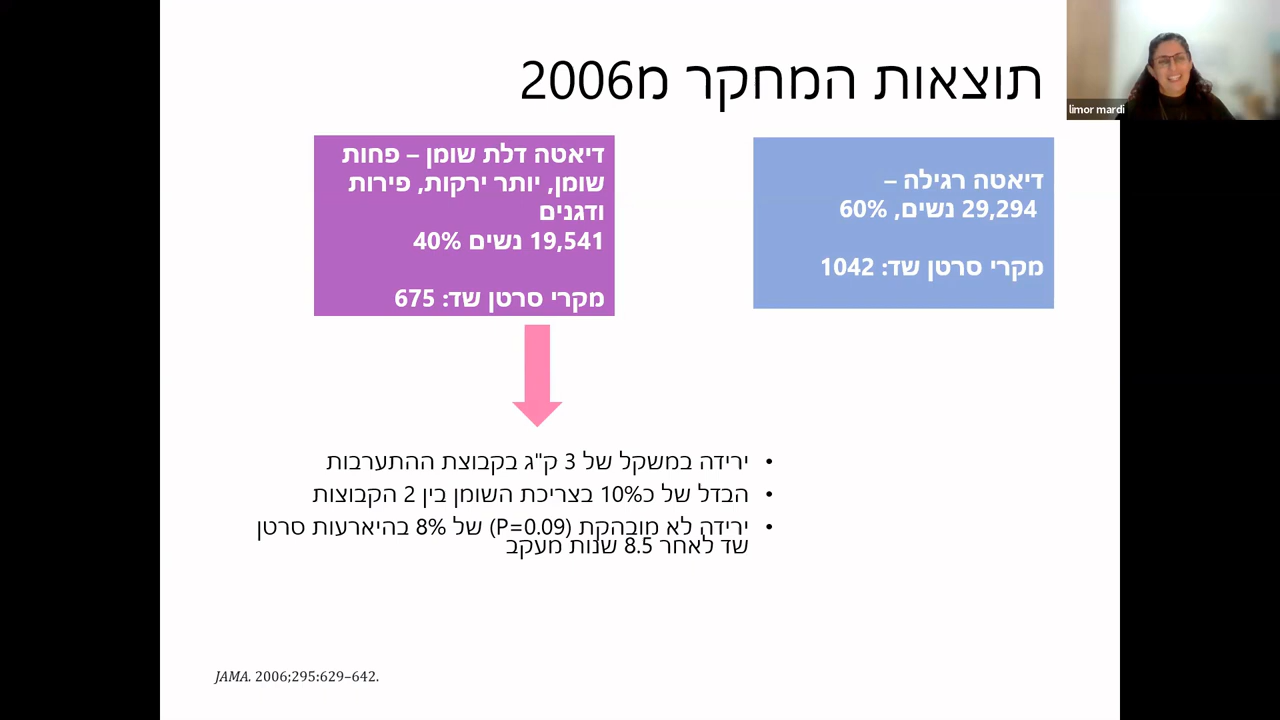 תוצאות המחקר מ2006
limor mardi
דיאטה רגילה –
29,294 נשים, 60%
מקרי סרטן שד: 1042
דיאטה דלת שומן – פחות
שומן, יותר ירקות, פירות
ודגנים
19,541 נשים 40%
מקרי סרטן שד: 675
• ירידה במשקל של 3 ק"ג בקבוצת ההתערבות
• הבדל של כ10% בצריכת השומן בין 2 הקבוצות
• ירידה לא מובהקת (P=0.09) של 8% בהיארעות סרטן
שד לאחר 8.5 שנות מעקב
JAMA. 2006;295:629–642.